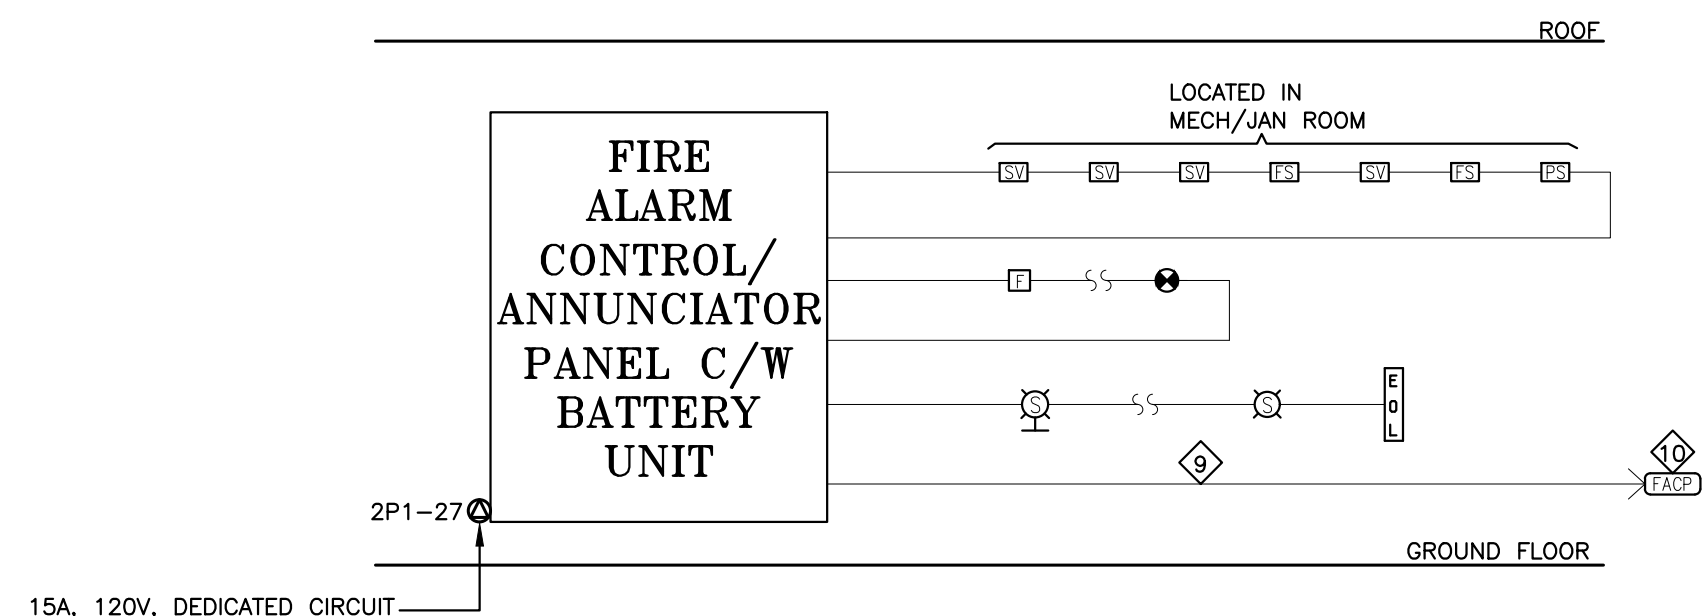 ROOF
LOCATED IN
MECH/JAN ROOM
SV SV SV FS SV FS PS
FIRE
ALARM
CONTROL/
ANNUNCIATOR
PANEL C/W
BATTERY
UNIT
F
S S
EOL
9
10
FACP
2P1-27
GROUND FLOOR
15A, 120V, DEDICATED CIRCUIT